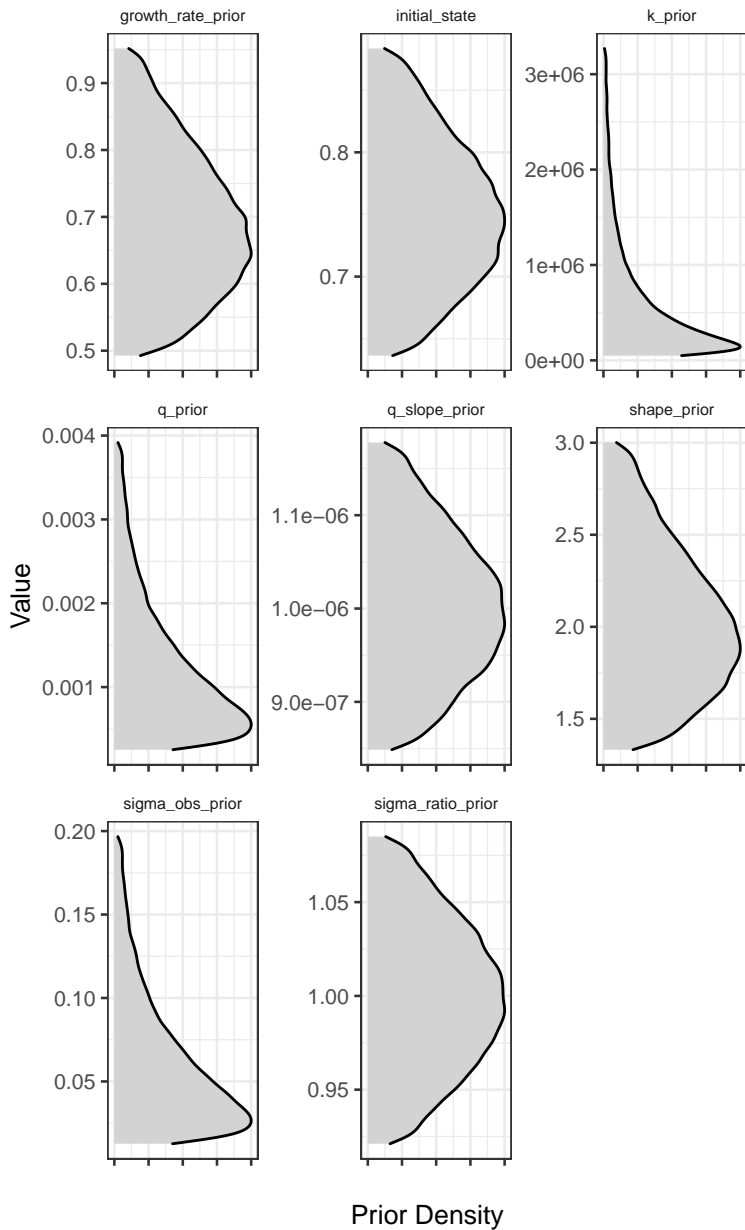 growth_rate_prior
initial_state
k_prior
0.9
0.8
0.7
0.6
0.5
0.8
0.7
3e+06
2e+06
1e+06
0e+00
q_prior
q_slope_prior
shape_prior
0.004
0.003
0.002
0.001
1.1e−06
1.0e−06
9.0e−07
3.0
2.5
2.0
1.5
Value
sigma_obs_prior
sigma_ratio_prior
0.20
0.15
0.10
0.05
1.05
1.00
0.95
Prior Density